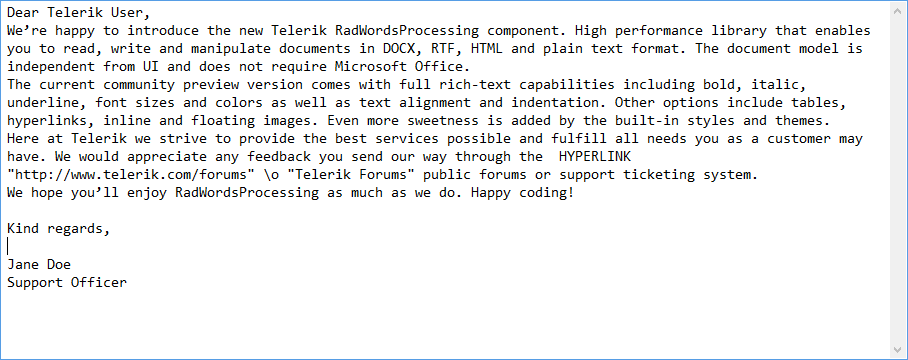 Dear Telerik User,
We’re happy to introduce the new Telerik RadWordsProcessing component. High performance library that enables
you to read, write and manipulate documents in DOCX, RTF, HTML and plain text format. The document model is
independent from UI and does not require Microsoft Office.
The current community preview version comes with full rich-text capabilities including bold, italic,
underline, font sizes and colors as well as text alignment and indentation. Other options include tables,
hyperlinks, inline and floating images. Even more sweetness is added by the built-in styles and themes.
Here at Telerik we strive to provide the best services possible and fulfill all needs you as a customer may
have. We would appreciate any feedback you send our way through the  HYPERLINK
"http://www.telerik.com/forums" \o "Telerik Forums" public forums or support ticketing system.
We hope you’ll enjoy RadWordsProcessing as much as we do. Happy coding!
Kind regards,
Jane Doe
Support Officer